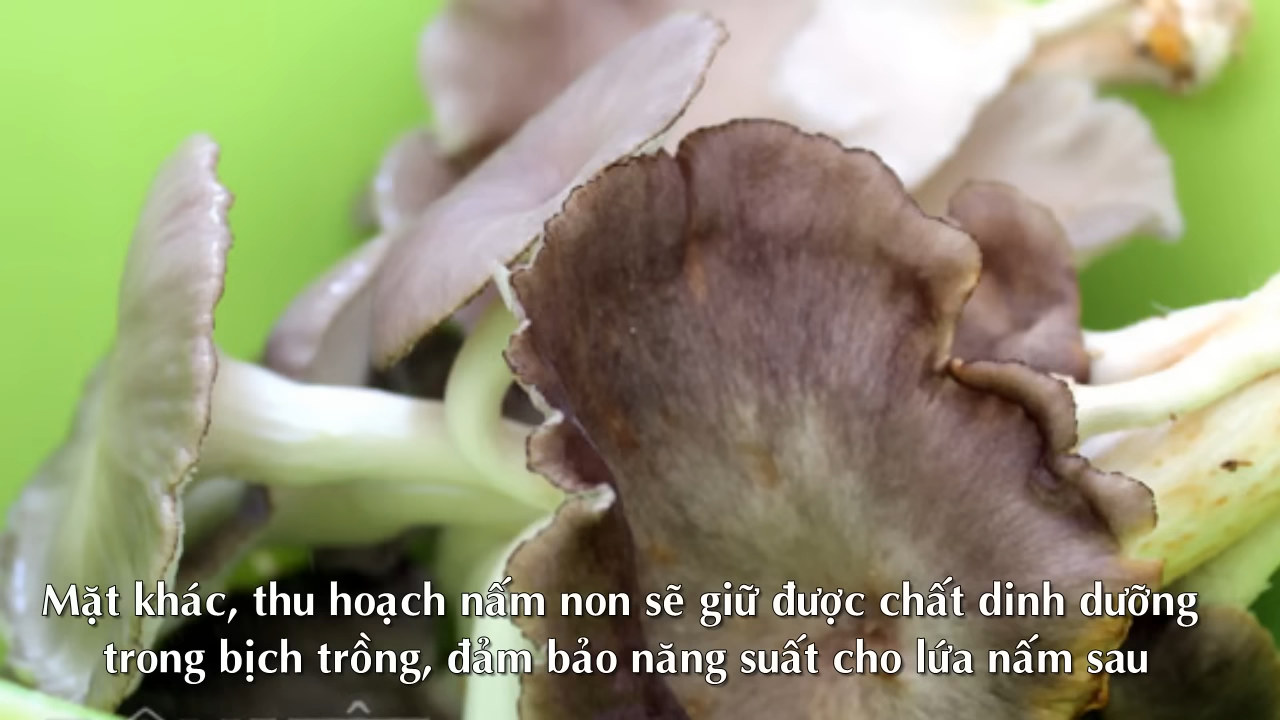 Mặt khác, thu hoạch nấm non sẽ giữ được chất dinh dưỡng
trong bịch trồng, đảm bảo năng suất cho lứa nấm sau